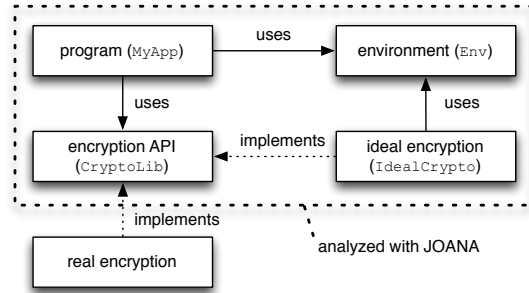 uses
program (MyApp)
environment (Env)
uses
uses
encryption API
(CryptoLib)
implements
ideal encryption
(IdealCrypto)
implements
analyzed with JOANA
real encryption